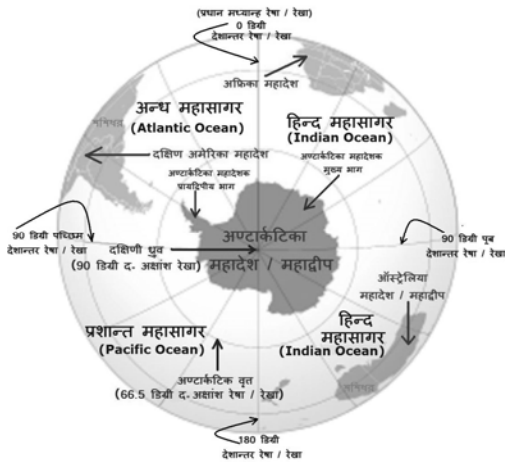 (प्रधान मध्यान्ह रेषा / रेखा)
0 डिग्री
देशान्तर रेषा / रेखा
अफ्रिका महादेश
अन्ध महासागर
(Atlantic Ocean)
हिन्द महासागर
(Indian Ocean)
दक्षिण अमेरिका महादेश
अण्टार्कटिका महादेशक
प्रायद्विपीय भाग
अण्टार्कटिका महादेशक
मुख्य भाग
90 डिग्री पच्छिम
देशान्तर रेषा / रेखा
दक्षिणी ध्रुव
(90 डिग्री द॰ अक्षांश रेखा)
अण्टार्कटिका
महादेश / महाद्वीप
90 डिग्री पूब
देशान्तर रेषा / रेखा
ऑस्ट्रेलिया
महादेश / महाद्वीप
प्रशान्त महासागर
(Pacific Ocean)
हिन्द
महासागर
(Indian Ocean)
अण्टार्कटिक वृत
(66.5 डिग्री द॰ अक्षांश रेषा / रेखा)
180 डिग्री
देशान्तर रेषा / रेखा